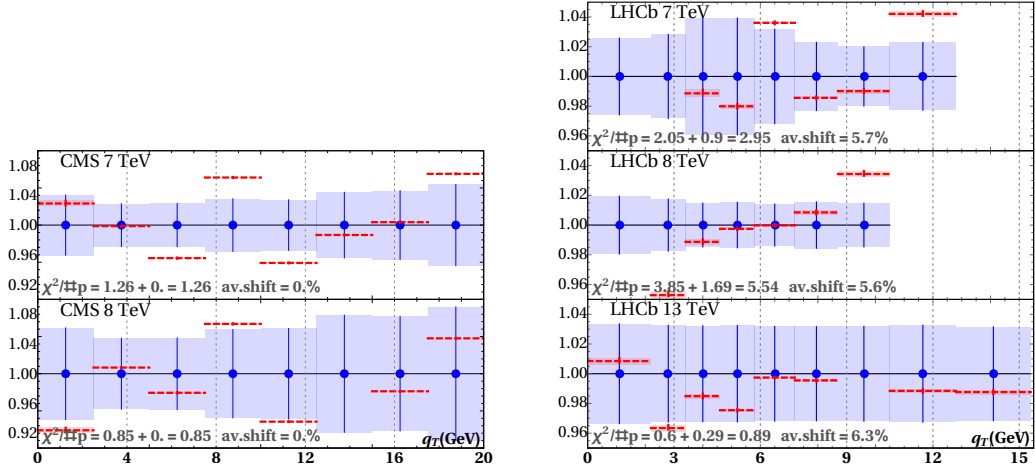 CMS 7 TeV
1.08
1.04
1.00
0.96
0.92
χ²/#p = 1.26 + 0. = 1.26 av.shift = 0.%
CMS 8 TeV
1.08
1.04
1.00
0.96
0.92
χ²/#p = 0.85 + 0. = 0.85 av.shift = 0.%
qT(GeV)
0 4 8 12 16 20
LHCb 7 TeV
1.04
1.02
1.00
0.98
0.96
χ²/#p = 2.05 + 0.9 = 2.95 av.shift = 5.7%
LHCb 8 TeV
1.04
1.02
1.00
0.98
0.96
χ²/#p = 3.85 + 1.69 = 5.54 av.shift = 5.6%
LHCb 13 TeV
1.04
1.02
1.00
0.98
0.96
χ²/#p = 0.6 + 0.29 = 0.89 av.shift = 6.3%
qT(GeV)
0 3 6 9 12 15